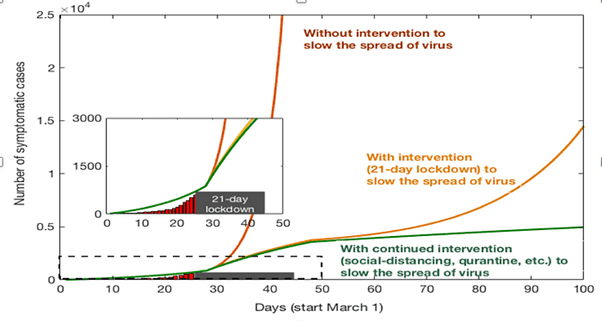 2.5 ×10⁴
Without intervention to
slow the spread of virus
2
Number of symptomatic cases
3000
1.5
1500
With intervention
(21-day lockdown) to
slow the spread of virus
1
21-day
lockdown
0
0 10 20 30 40 50
0.5
With continued intervention
(social-distancing, qurantine, etc.) to
slow the spread of virus
0
0 10 20 30 40 50 60 70 80 90 100
Days (start March 1)